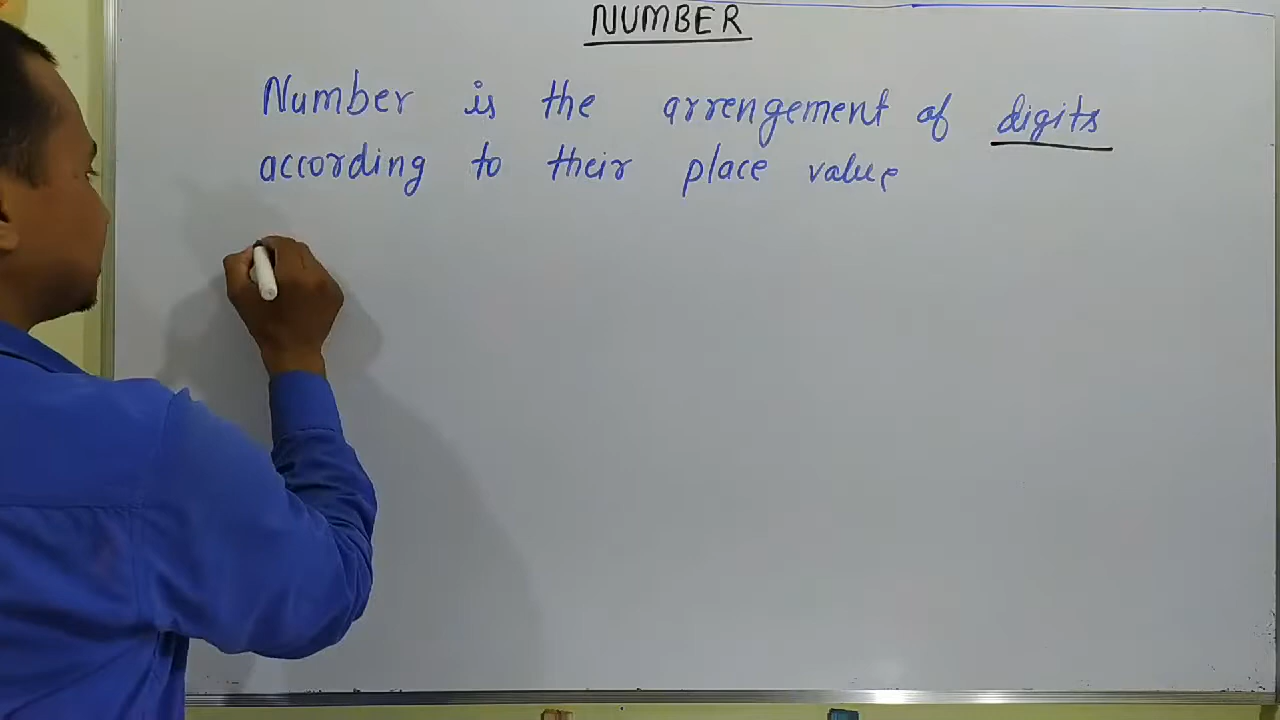 NUMBER
Number is the arrengement of digits
according to their place value